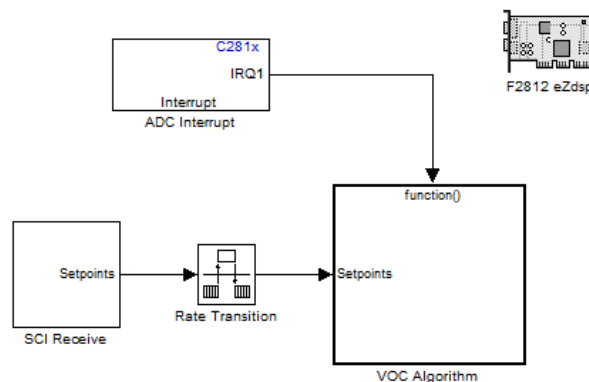 C281x
IRQ1
Interrupt
ADC Interrupt
F2812 eZdsp
function()
Setpoints
Setpoints
Rate Transition
SCI Receive
VOC Algorithm